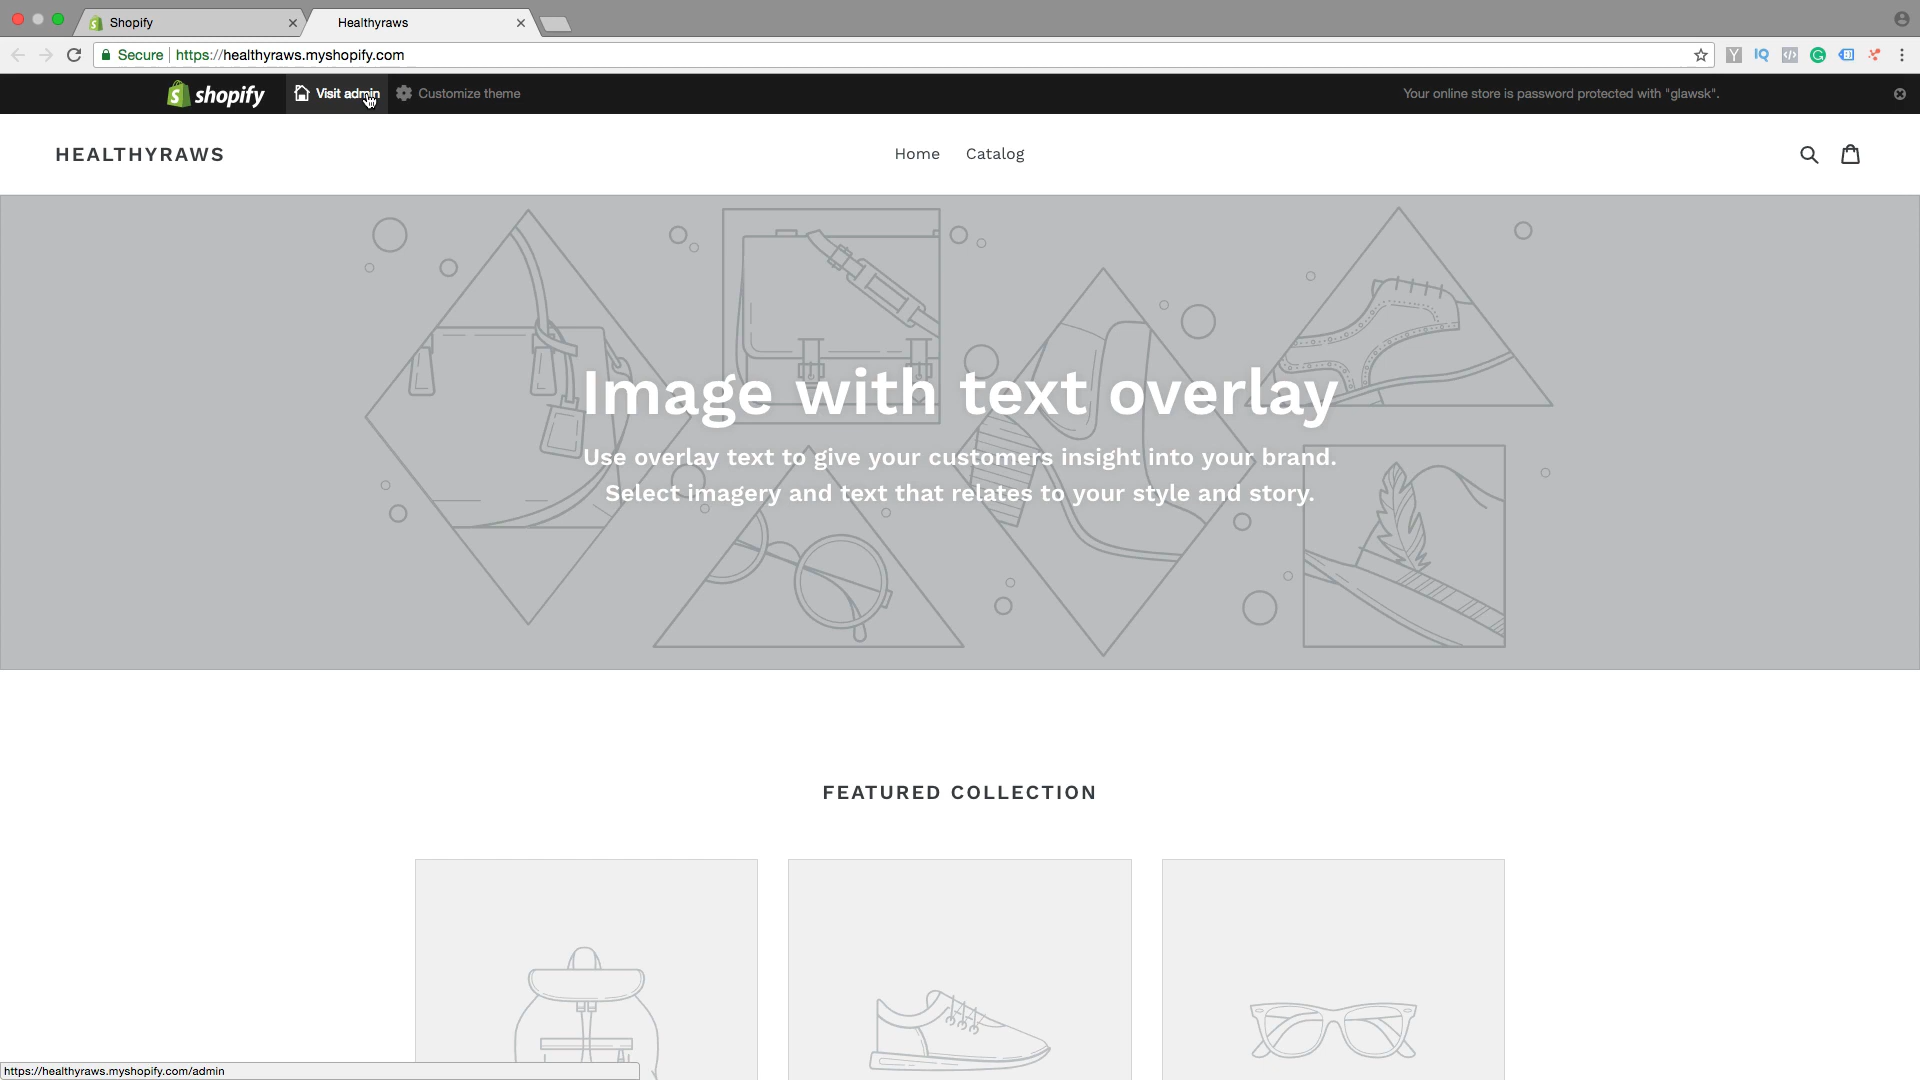 Shopify
Healthyraws
Secure
https://healthyraws.myshopify.com
shopify
Visit admin
Customize theme
Your online store is password protected with "glawsk".
HEALTHYRAWS
Home
Catalog
Image with text overlay
Use overlay text to give your customers insight into your brand.
Select imagery and text that relates to your style and story.
FEATURED COLLECTION
https://healthyraws.myshopify.com/admin